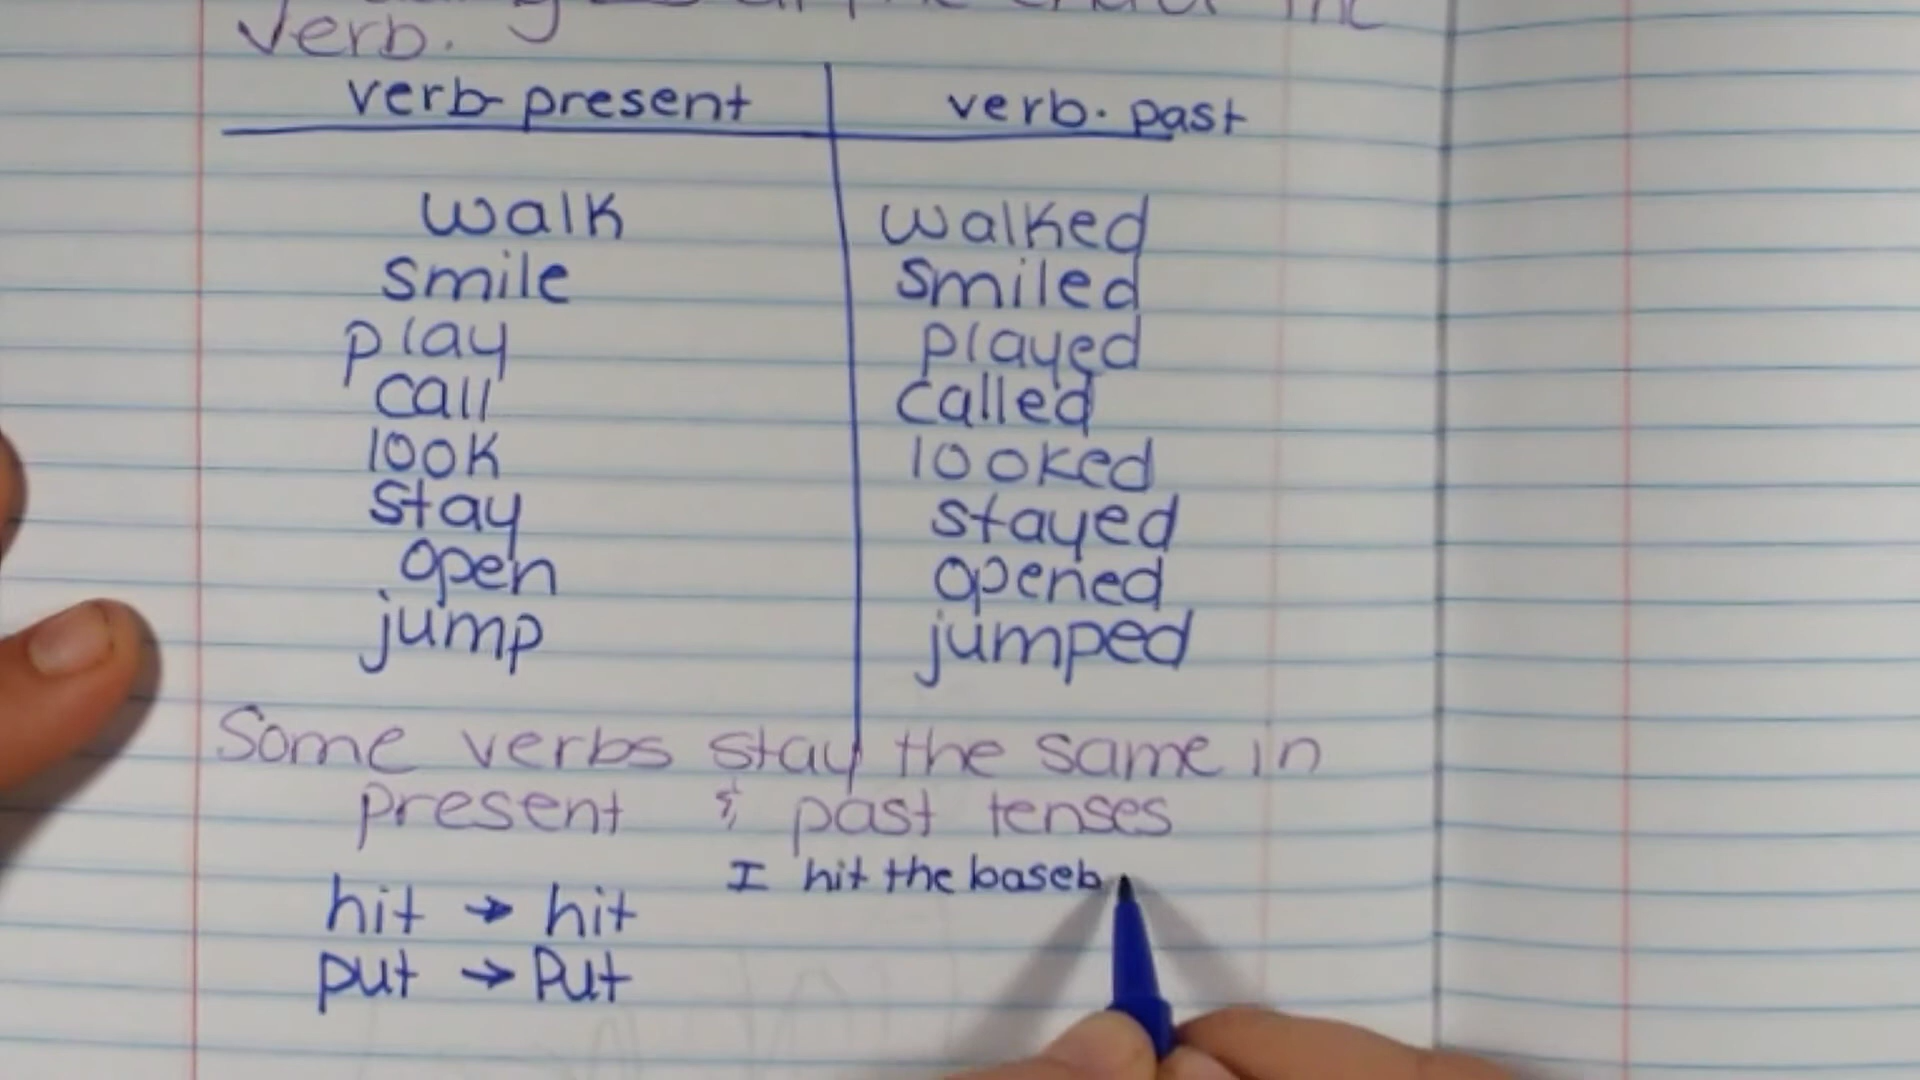 verb.
verb-present verb. past
walk walked
smile smiled
play played
call called
look looked
stay stayed
open opened
jump jumped
Some verbs stay the same in
present & past tenses
I hit the baseb
hit → hit
put → Put